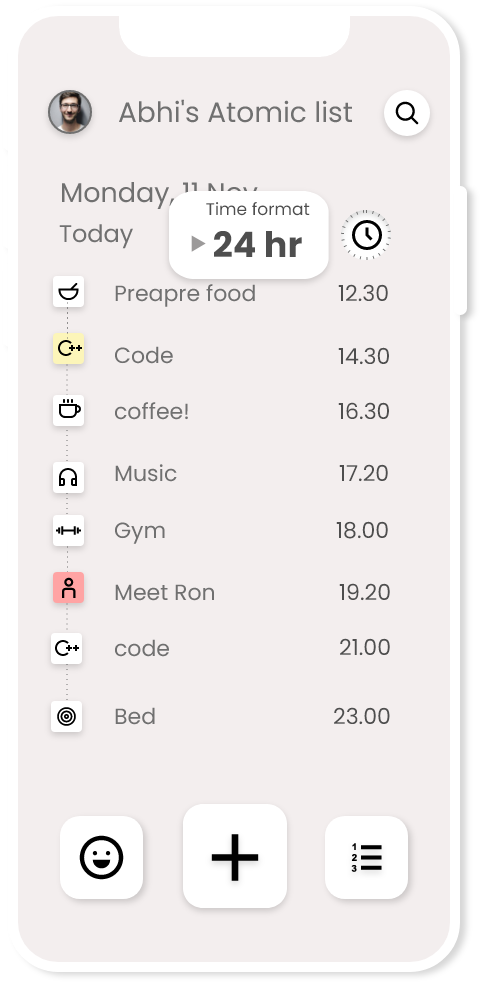 Abhi's Atomic list
Monday, 11 Nov
Time format
Today
24 hr
Preapre food 12.30
C++
Code 14.30
coffee! 16.30
Music 17.20
Gym 18.00
Meet Ron 19.20
C++
code 21.00
Bed 23.00
1
2
3